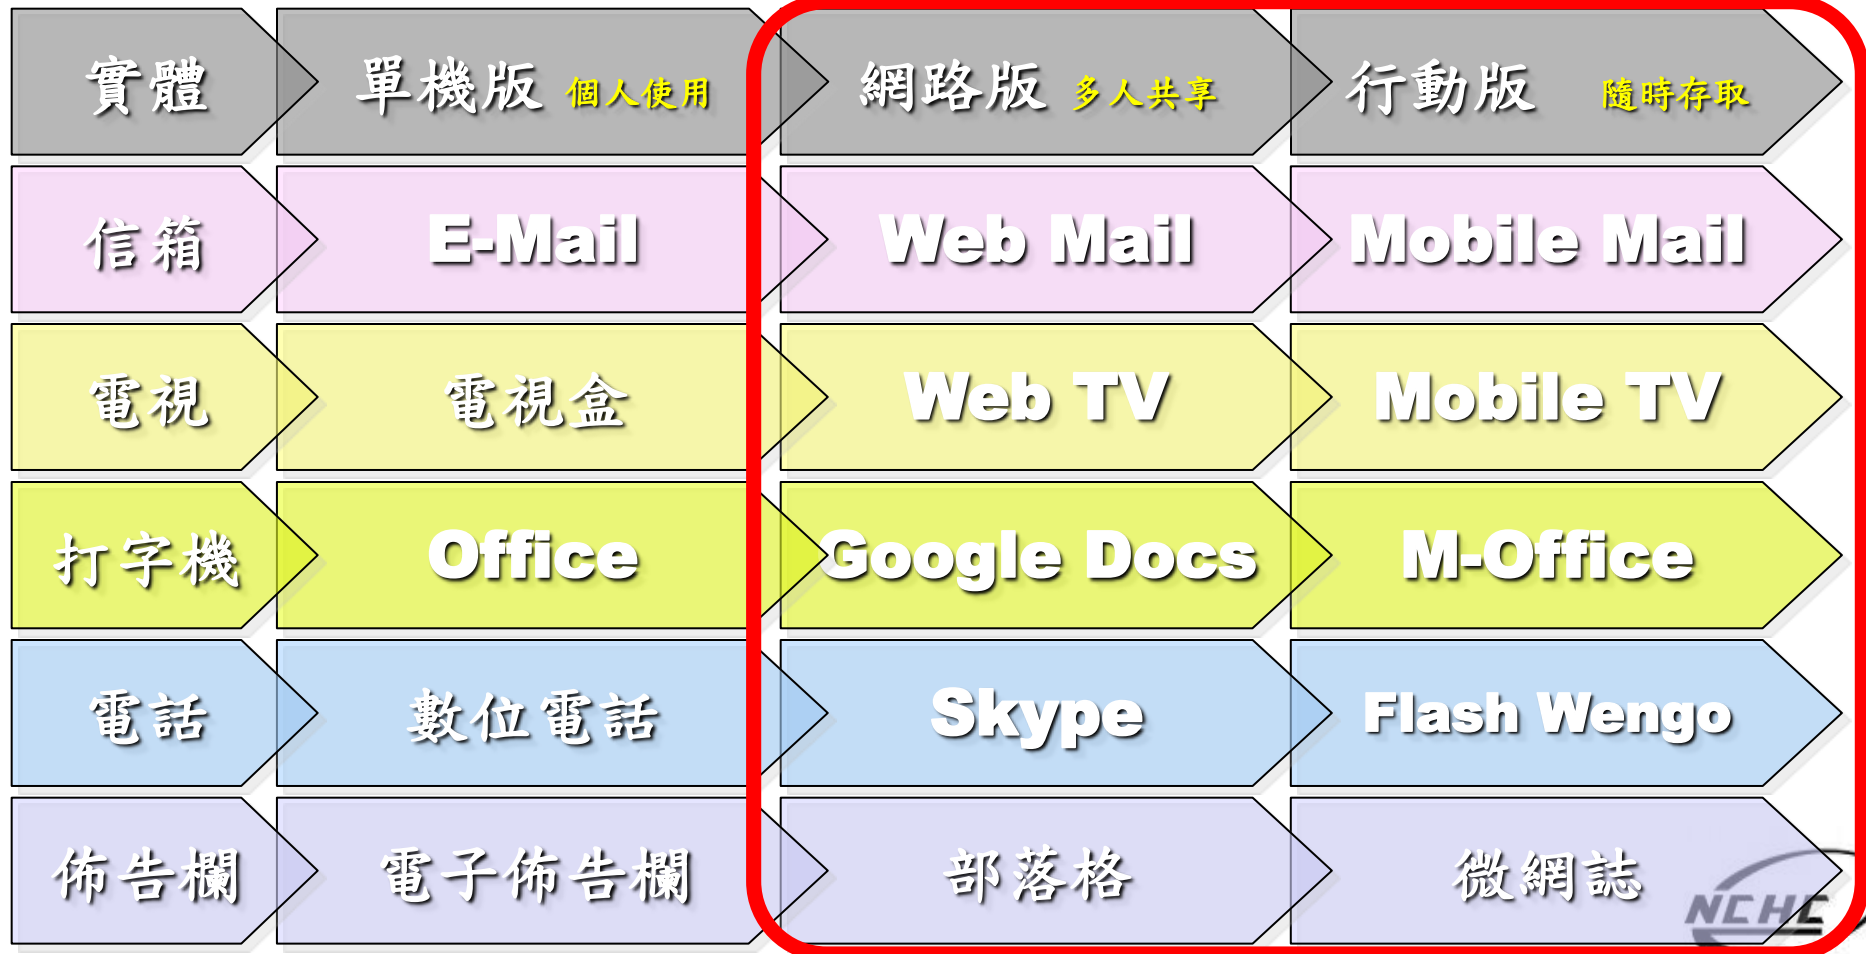 實體 單機版 個人使用 網路版 多人共享 行動版 隨時存取
信箱 E-Mail Web Mail Mobile Mail
電視 電視盒 Web TV Mobile TV
打字機 Office Google Docs M-Office
電話 數位電話 Skype Flash Wengo
佈告欄 電子佈告欄 部落格 微網誌
NCHC